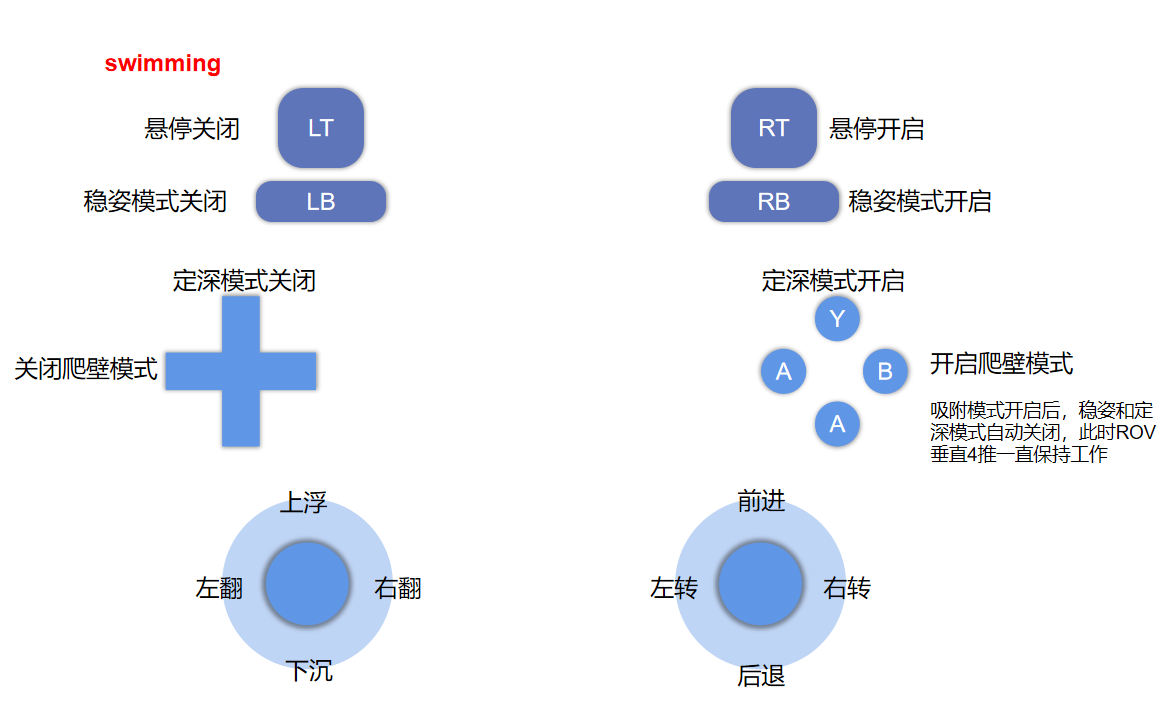 swimming
悬停关闭
LT
RT
悬停开启
稳姿模式关闭
LB
RB
稳姿模式开启
定深模式关闭
定深模式开启
Y
关闭爬壁模式
A
B
开启爬壁模式
A
吸附模式开启后，稳姿和定
深模式自动关闭，此时ROV
垂直4推一直保持工作
上浮
前进
左翻
右翻
左转
右转
下沉
后退